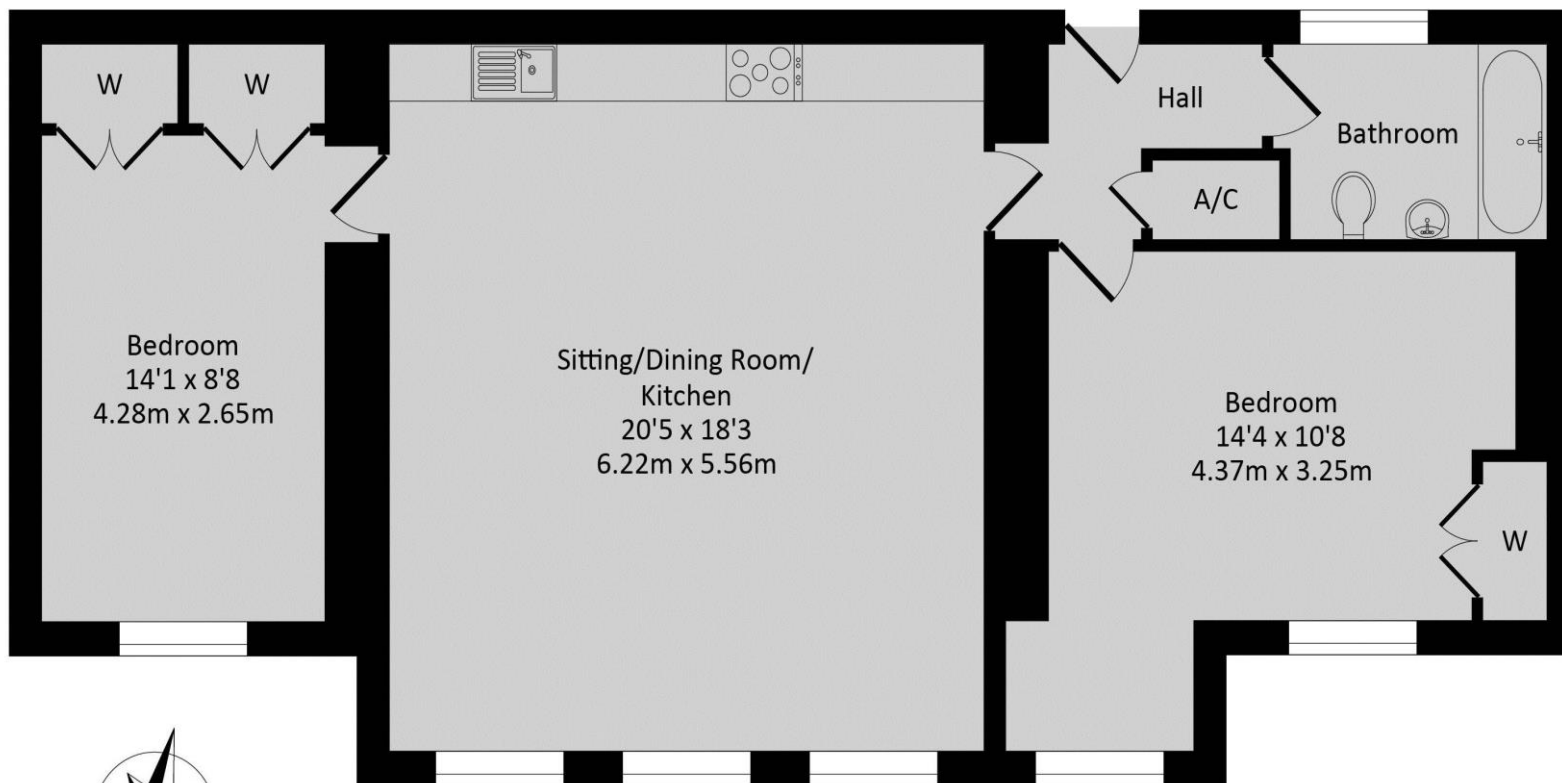 W
W
Hall
Bathroom
A/C
Bedroom
14'1 x 8'8
4.28m x 2.65m
Sitting/Dining Room/
Kitchen
20'5 x 18'3
6.22m x 5.56m
Bedroom
14'4 x 10'8
4.37m x 3.25m
W